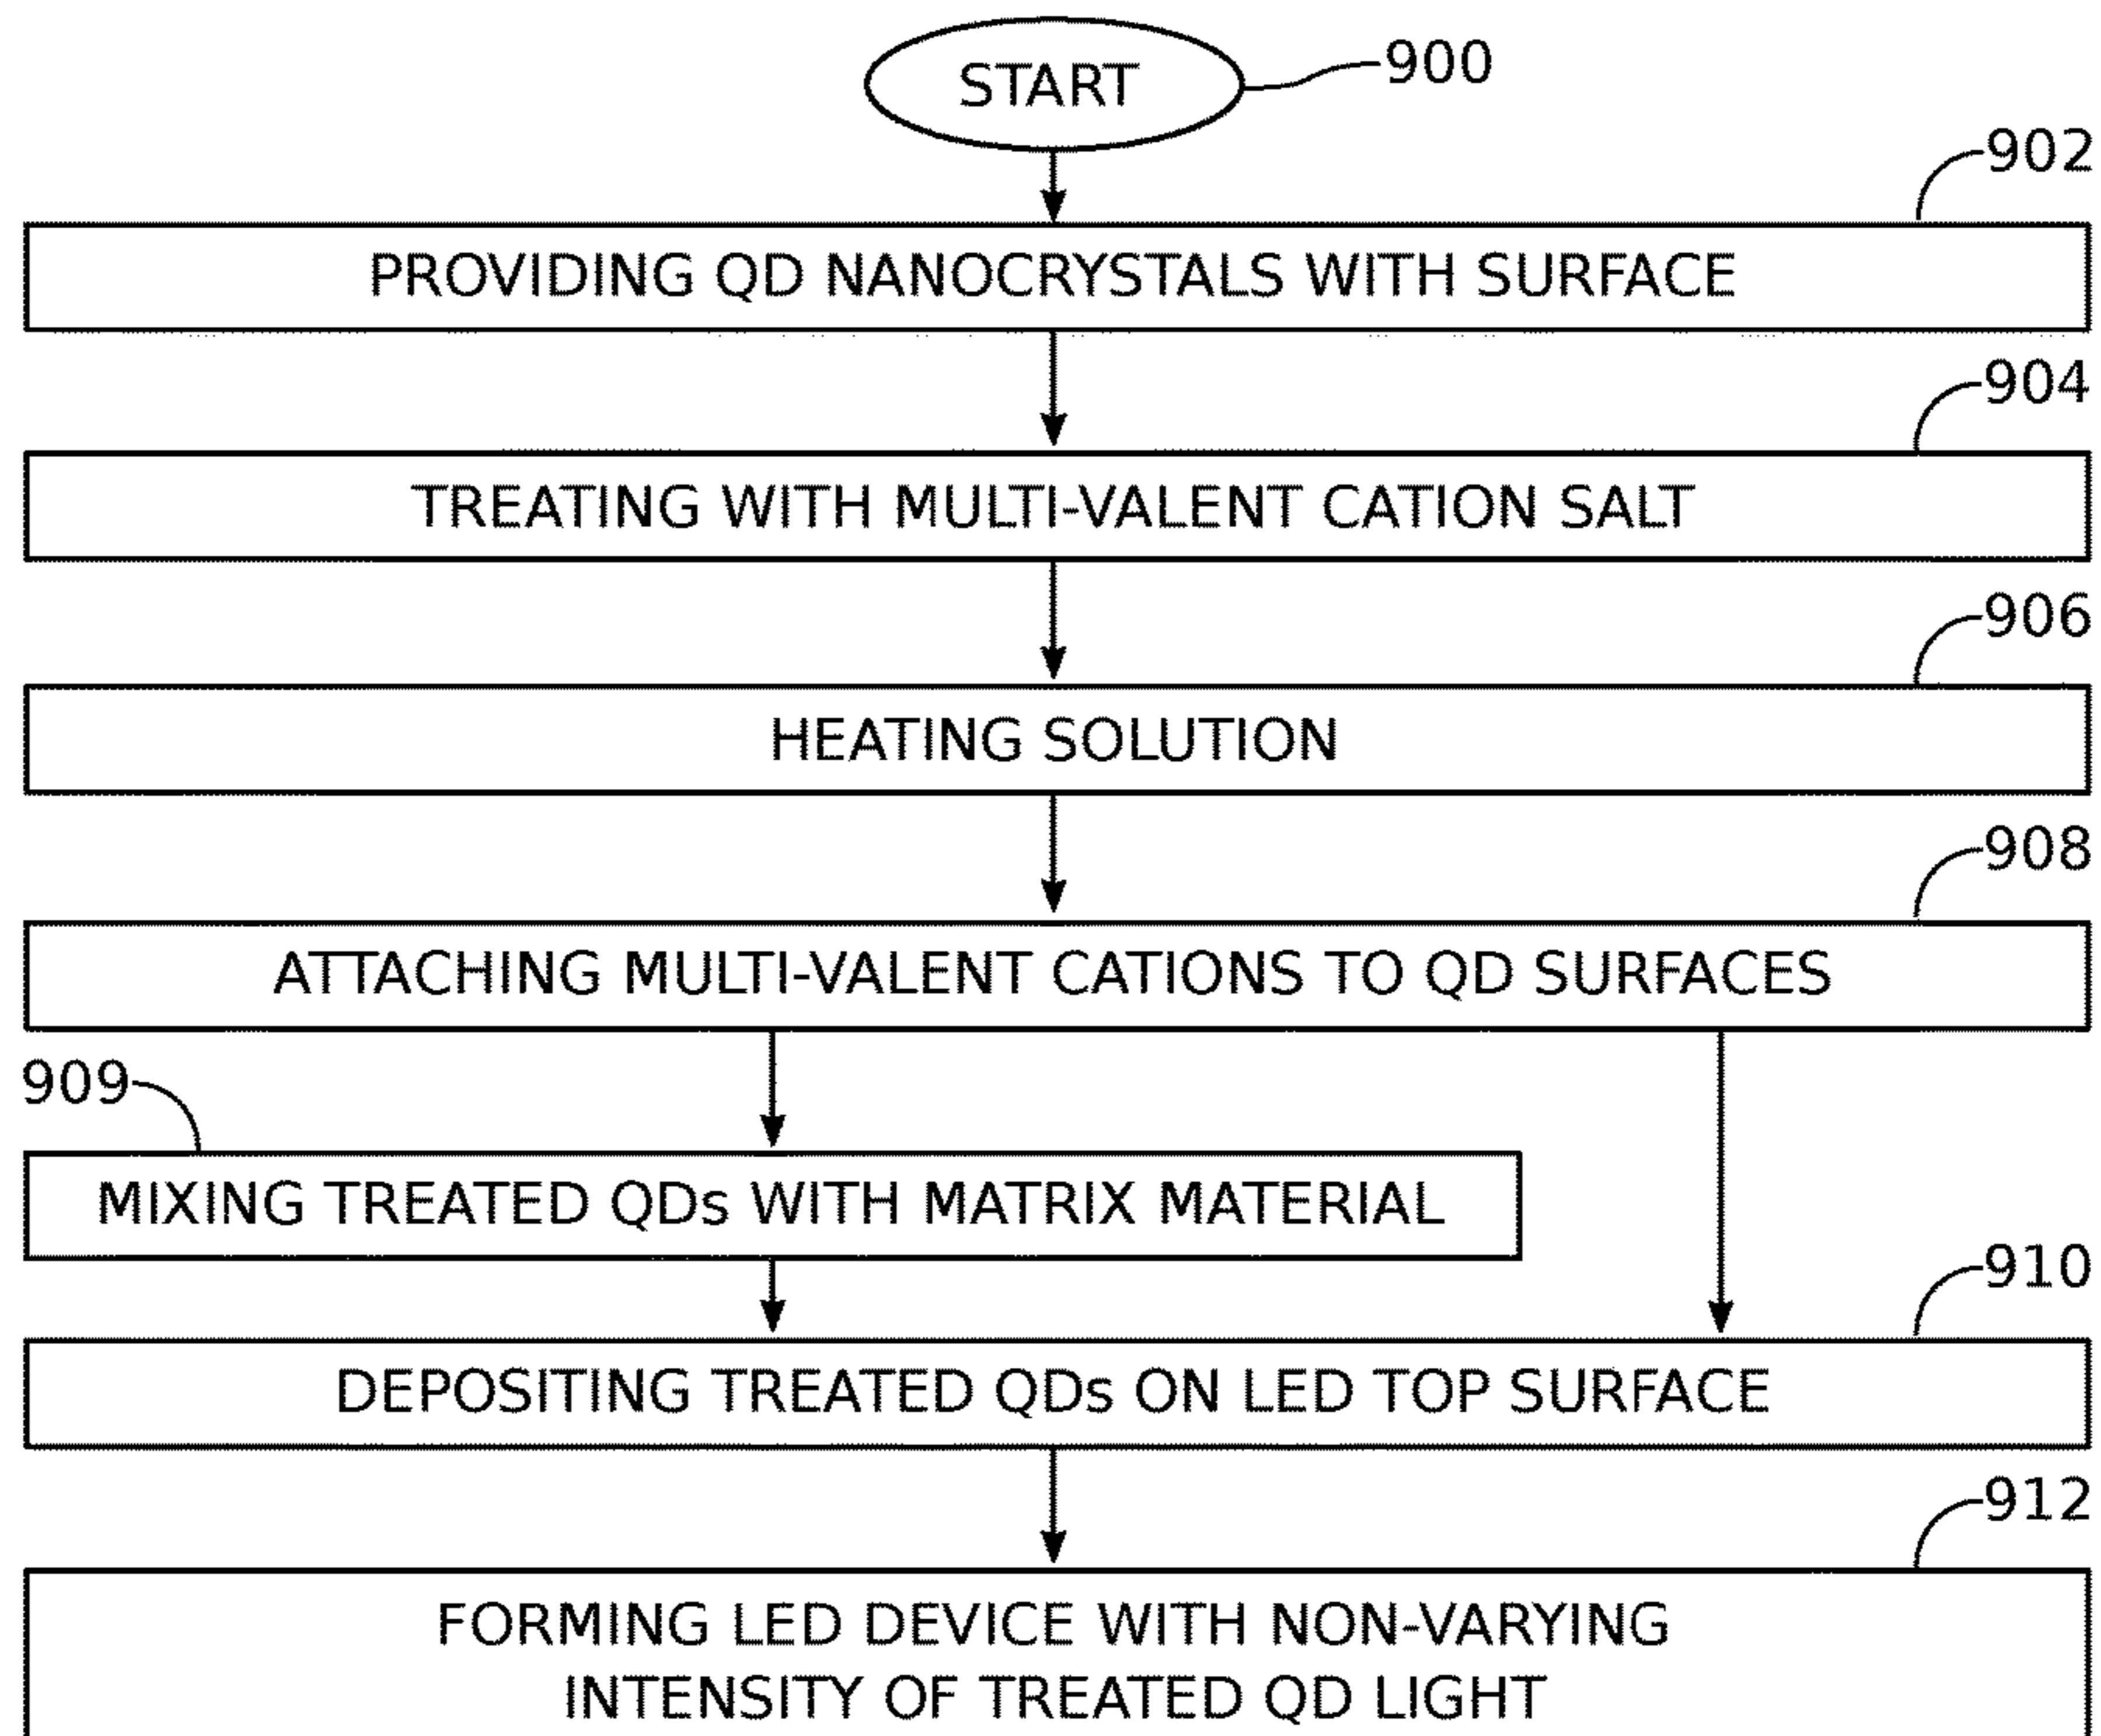 START
900
902
PROVIDING QD NANOCRYSTALS WITH SURFACE
904
TREATING WITH MULTI-VALENT CATION SALT
906
HEATING SOLUTION
908
ATTACHING MULTI-VALENT CATIONS TO QD SURFACES
909
MIXING TREATED QDs WITH MATRIX MATERIAL
910
DEPOSITING TREATED QDs ON LED TOP SURFACE
912
FORMING LED DEVICE WITH NON-VARYING
INTENSITY OF TREATED QD LIGHT